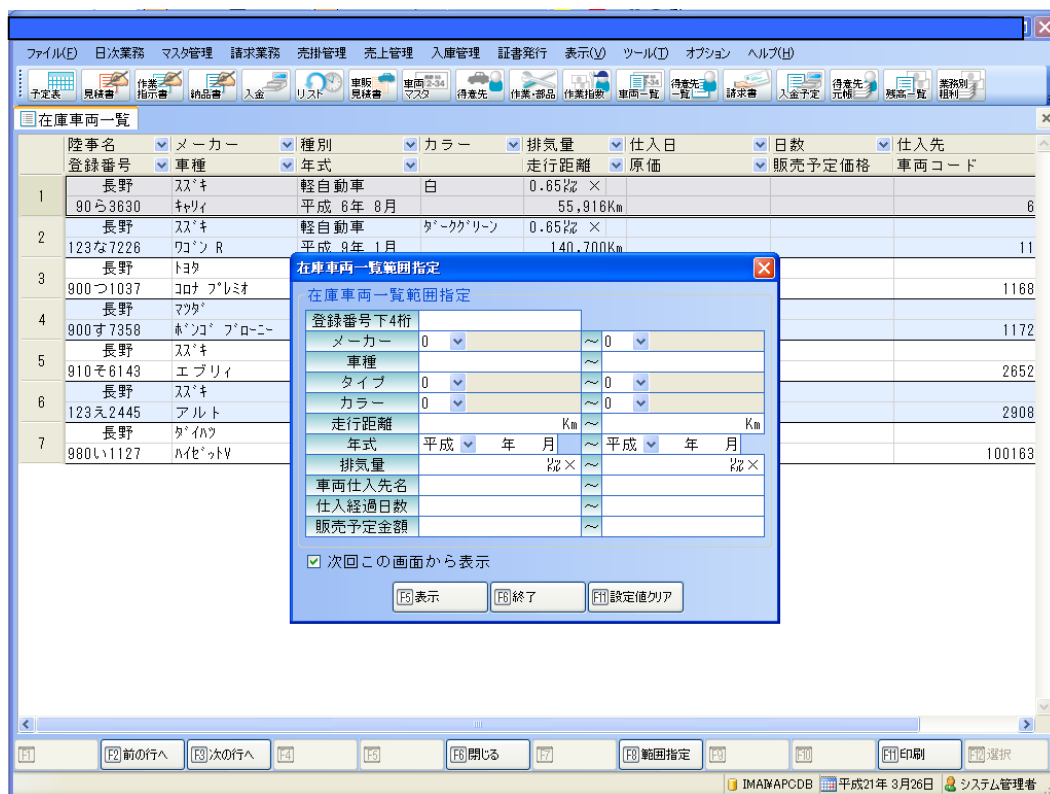 ファイル(F) 日次業務 マスタ管理 請求業務 売掛管理 売上管理 入庫管理 証書発行 表示(V) ツール(T) オプション ヘルプ(H)
予定表 見積書 作業指示書 納品書 入金 リスト 車販見積書 車両マスタ 得意先 作業・部品 作業指数 車両一覧 得意先一覧 請求書 入金予定 得意先元帳 残高一覧 業務別粗利
在庫車両一覧
陸事名 メーカー 種別 カラー 排気量 仕入日 日数 仕入先
登録番号 車種 年式 走行距離 原価 販売予定価格 車両コード
1 長野 スズキ 軽自動車 白 0.65㍑ ×
90ら3630 キャリィ 平成 6年 8月 55,916Km 6
2 長野 スズキ 軽自動車 ダークグリーン 0.65㍑ ×
123な7226 ワゴン R 平成 9年 1月 140,700Km 11
3 長野 トヨタ
900つ1037 コロナ プレミオ 1168
4 長野 マツダ
900す7358 ボンゴ ブローニー 1172
5 長野 スズキ
910そ6143 エブリィ 2652
6 長野 スズキ
123え2445 アルト 2908
7 長野 ダイハツ
980い1127 ハイゼットV 100163
在庫車両一覧範囲指定
在庫車両一覧範囲指定
登録番号下4桁
メーカー 0 ～ 0
車種 ～
タイプ 0 ～ 0
カラー 0 ～ 0
走行距離 Km ～ Km
年式 平成 年 月 ～ 平成 年 月
排気量 ㍑ × ～ ㍑ ×
車両仕入先名 ～
仕入経過日数 ～
販売予定金額 ～
次回この画面から表示
F5 表示 F6 終了 F11 設定値クリア
F1 F2 前の行へ F3 次の行へ F4 F5 F6 閉じる F7 F8 範囲指定 F9 F10 F11 印刷 F12 選択
IMAI¥APCDB 平成21年 3月26日 システム管理者